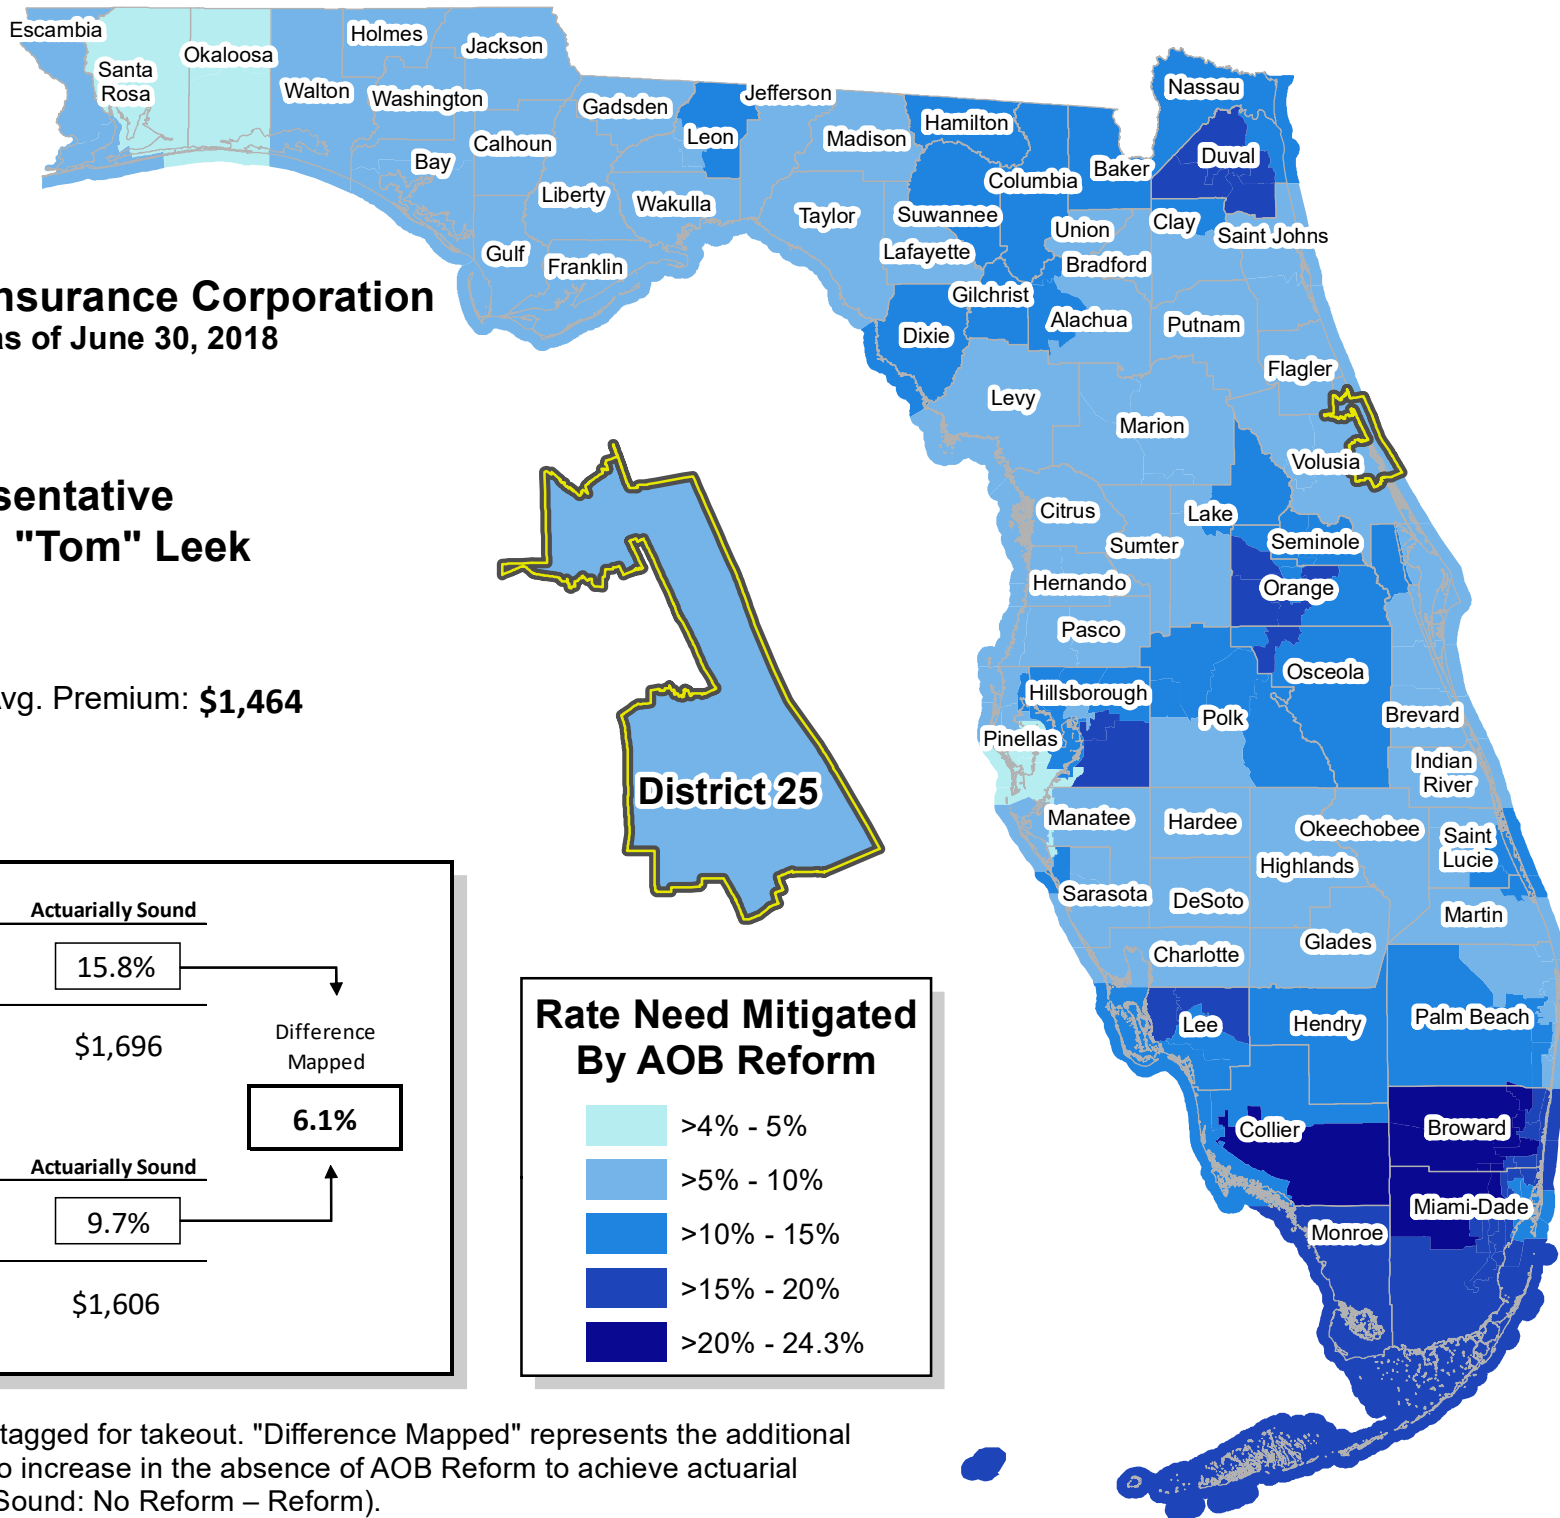 nsurance Corporation
as of June 30, 2018
sentative
"Tom" Leek
vg. Premium: $1,464
Actuarially Sound
15.8%
$1,696
Difference
Mapped
6.1%
Actuarially Sound
9.7%
$1,606
District 25
Rate Need Mitigated
By AOB Reform
>4% - 5%
>5% - 10%
>10% - 15%
>15% - 20%
>20% - 24.3%
tagged for takeout. "Difference Mapped" represents the additional
o increase in the absence of AOB Reform to achieve actuarial
Sound: No Reform – Reform).
Escambia
Santa
Rosa
Okaloosa
Walton
Holmes
Washington
Jackson
Bay
Calhoun
Gulf
Liberty
Franklin
Gadsden
Leon
Wakulla
Jefferson
Madison
Taylor
Hamilton
Suwannee
Lafayette
Columbia
Baker
Nassau
Duval
Union
Clay
Saint Johns
Bradford
Gilchrist
Dixie
Alachua
Putnam
Flagler
Levy
Marion
Volusia
Citrus
Lake
Sumter
Seminole
Hernando
Orange
Pasco
Osceola
Hillsborough
Polk
Pinellas
Brevard
Indian
River
Manatee
Hardee
Okeechobee
Saint
Lucie
Highlands
Sarasota
DeSoto
Martin
Charlotte
Glades
Lee
Hendry
Palm Beach
Collier
Broward
Miami-Dade
Monroe